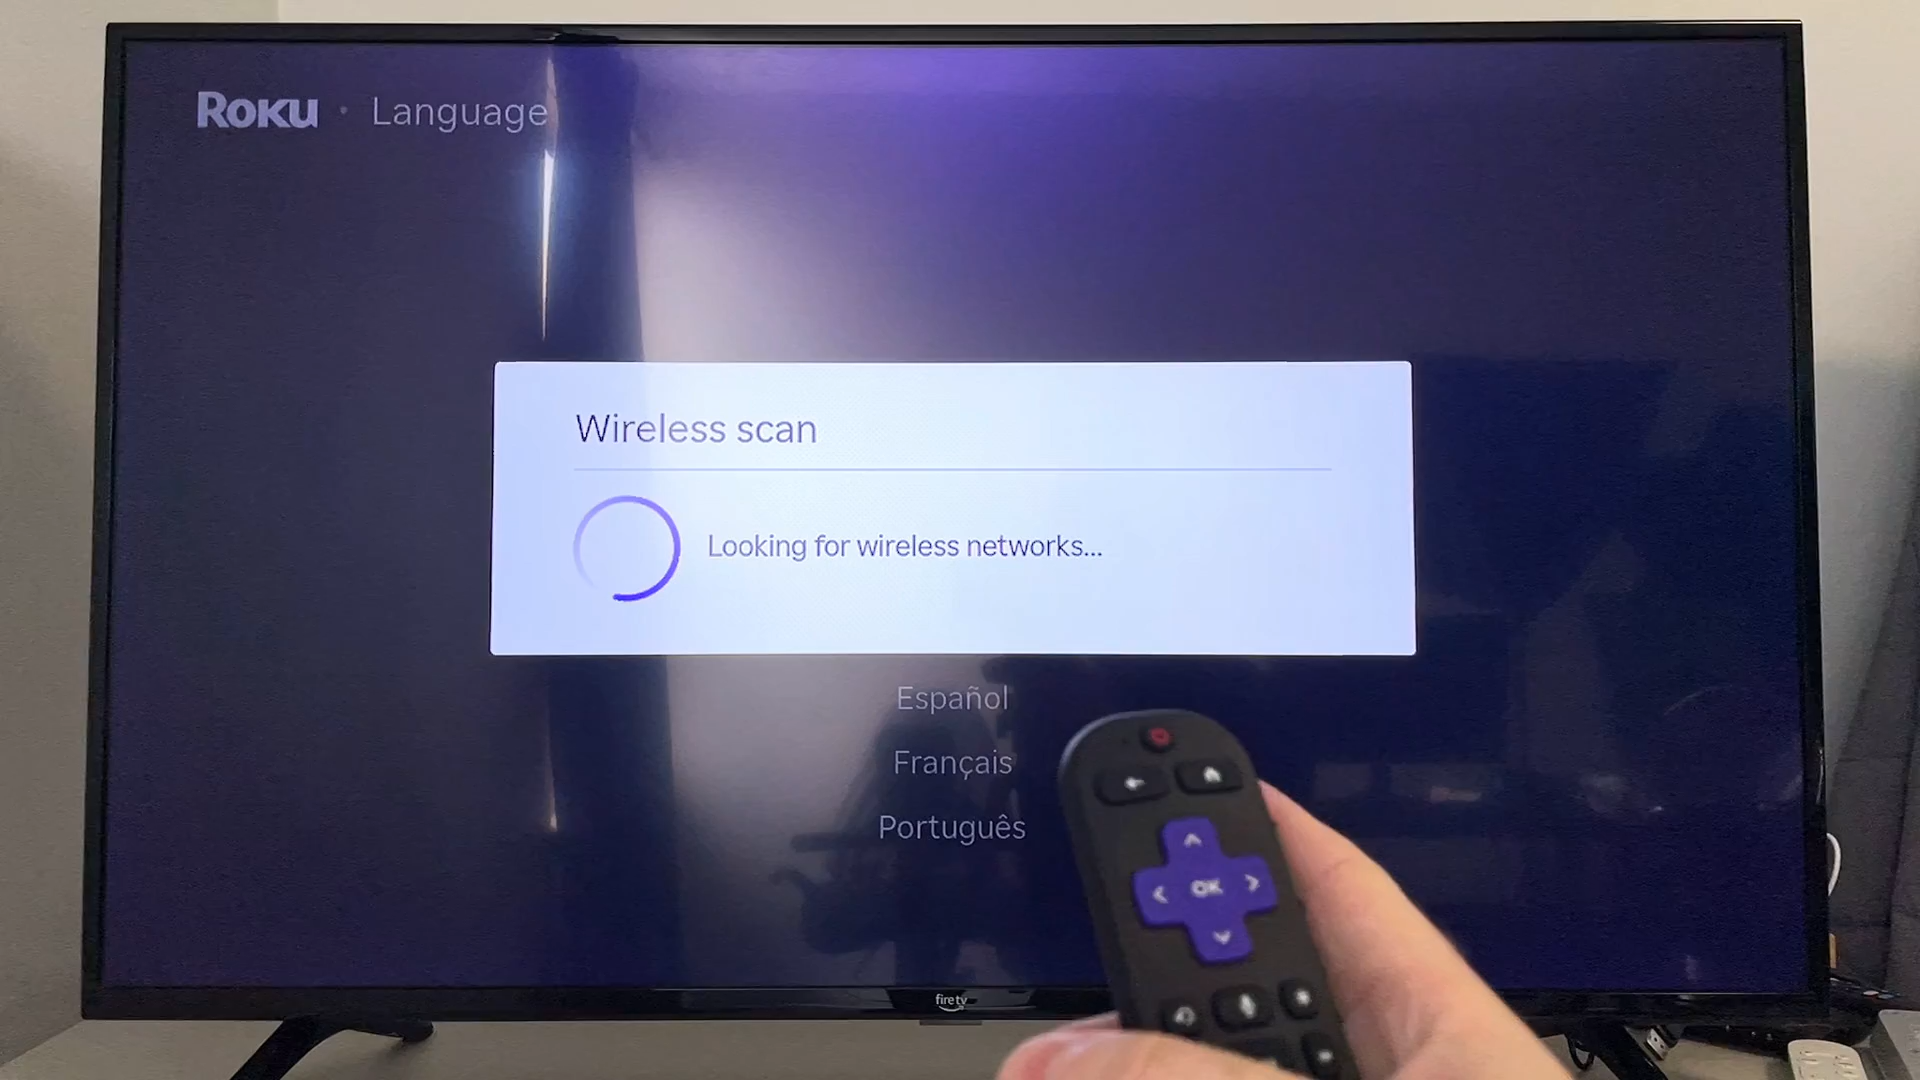 Roku · Language
Wireless scan
Looking for wireless networks...
Español
Français
Português
OK
fire tv